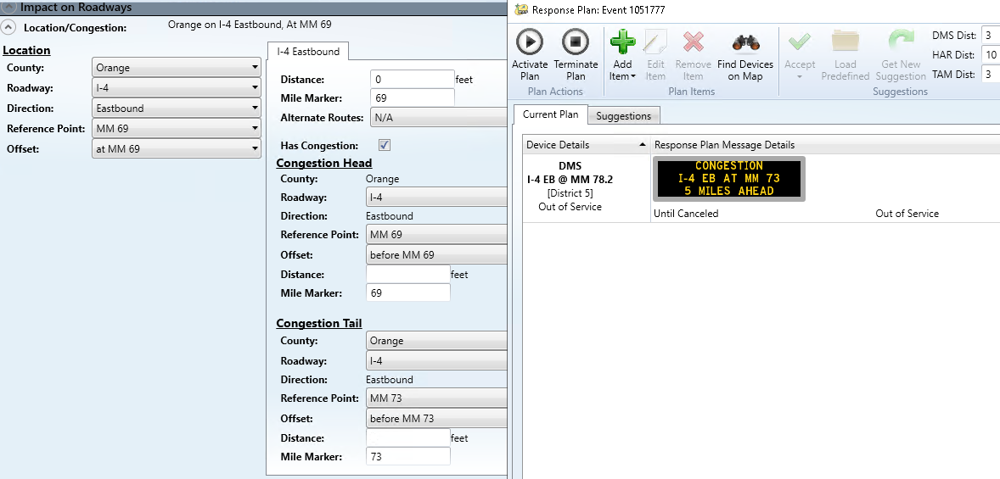 Impact on Roadways
Location/Congestion:
Orange on I-4 Eastbound, At MM 69
Location
County:
Orange
Roadway:
I-4
Direction:
Eastbound
Reference Point:
MM 69
Offset:
at MM 69
I-4 Eastbound
Distance:
0
feet
Mile Marker:
69
Alternate Routes:
N/A
Has Congestion:
Congestion Head
County:
Orange
Roadway:
I-4
Direction:
Eastbound
Reference Point:
MM 69
Offset:
before MM 69
Distance:
feet
Mile Marker:
69
Congestion Tail
County:
Orange
Roadway:
I-4
Direction:
Eastbound
Reference Point:
MM 73
Offset:
before MM 73
Distance:
feet
Mile Marker:
73
Response Plan: Event 1051777
Activate
Plan
Terminate
Plan
Plan Actions
Add
Item
Edit
Item
Remove
Item
Find Devices
on Map
Plan Items
Accept
Load
Predefined
Get New
Suggestion
DMS Dist:
3
HAR Dist:
10
TAM Dist:
3
Suggestions
Current Plan
Suggestions
Device Details
Response Plan Message Details
DMS
I-4 EB @ MM 78.2
[District 5]
Out of Service
CONGESTION
I-4 EB AT MM 73
5 MILES AHEAD
Until Canceled
Out of Service